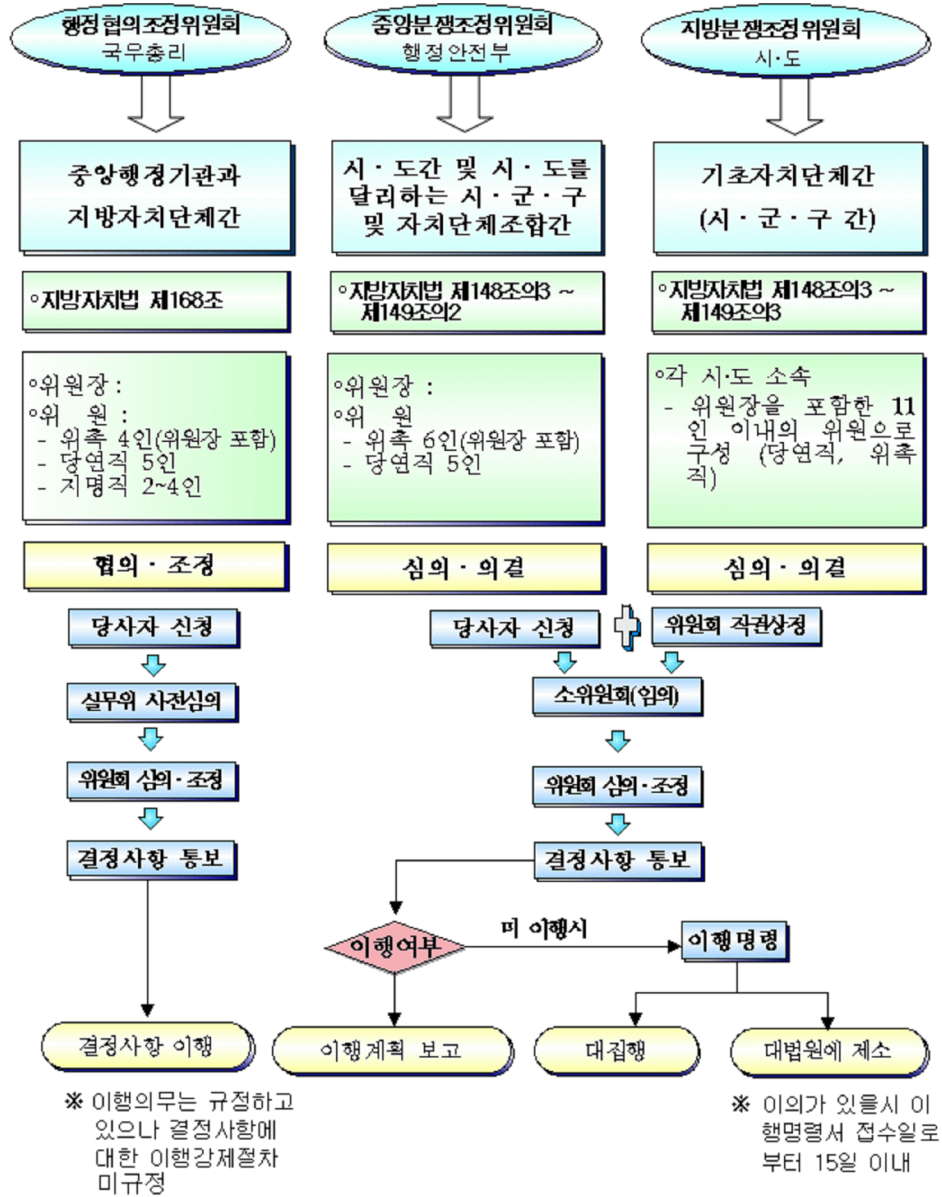 행정협의조정위원회
국무총리
중앙행정기관과
지방자치단체간
○지방자치법 제168조
○위원장 :
○위 원 :
- 위촉 4인(위원장 포함)
- 당연직 5인
- 지명직 2~4인
협의 · 조정
당사자 신청
실무위 사전심의
위원회 심의 · 조정
결정사항 통보
결정사항 이행
※ 이행의무는 규정하고
있으나 결정사항에
대한 이행강제절차
미규정
중앙분쟁조정위원회
행정안전부
시 · 도간 및 시 · 도를
달리하는 시 · 군 · 구
및 자치단체조합간
○지방자치법 제148조의3 ~
제149조의2
○위원장 :
○위 원
- 위촉 6인(위원장 포함)
- 당연직 5인
심의 · 의결
지방분쟁조정위원회
시·도
기초자치단체간
(시 · 군 · 구 간)
○지방자치법 제148조의3 ~
제149조의3
○각 시·도 소속
- 위원장을 포함한 11
인 이내의 위원으로
구성 (당연직, 위촉
직)
심의 · 의결
당사자 신청
위원회 직권상정
소위원회(임의)
위원회 심의 · 조정
결정사항 통보
이행여부
미 이행시
이행명령
이행계획 보고
대집행
대법원에 제소
※ 이의가 있을시 이
행명령서 접수일로
부터 15일 이내